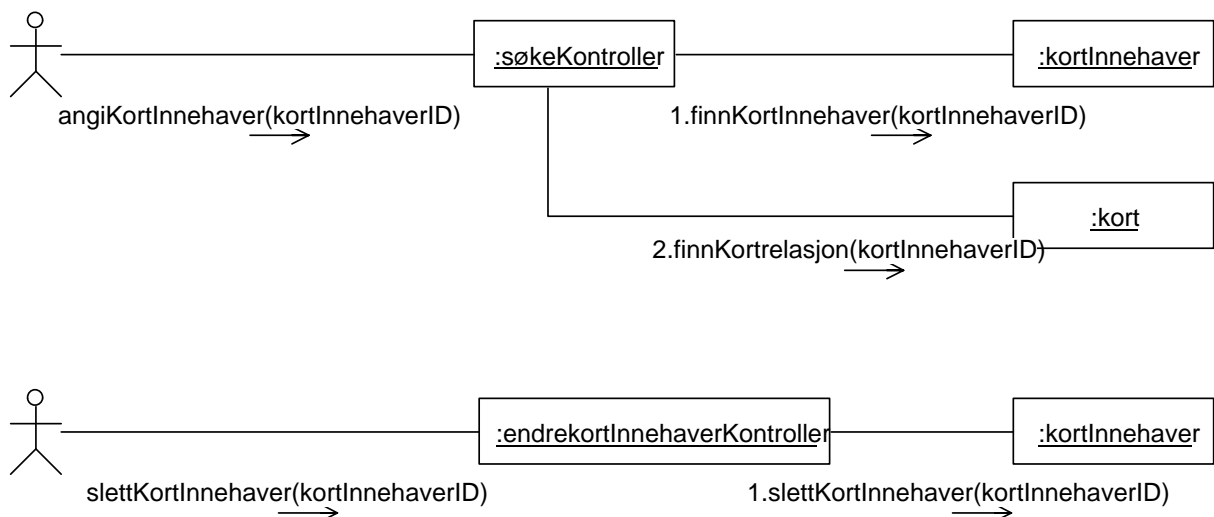 :søkeKontroller
:kortInnehaver
angiKortInnehaver(kortInnehaverID)
1.finnKortInnehaver(kortInnehaverID)
:kort
2.finnKortrelasjon(kortInnehaverID)
:endrekortInnehaverKontroller
:kortInnehaver
slettKortInnehaver(kortInnehaverID)
1.slettKortInnehaver(kortInnehaverID)